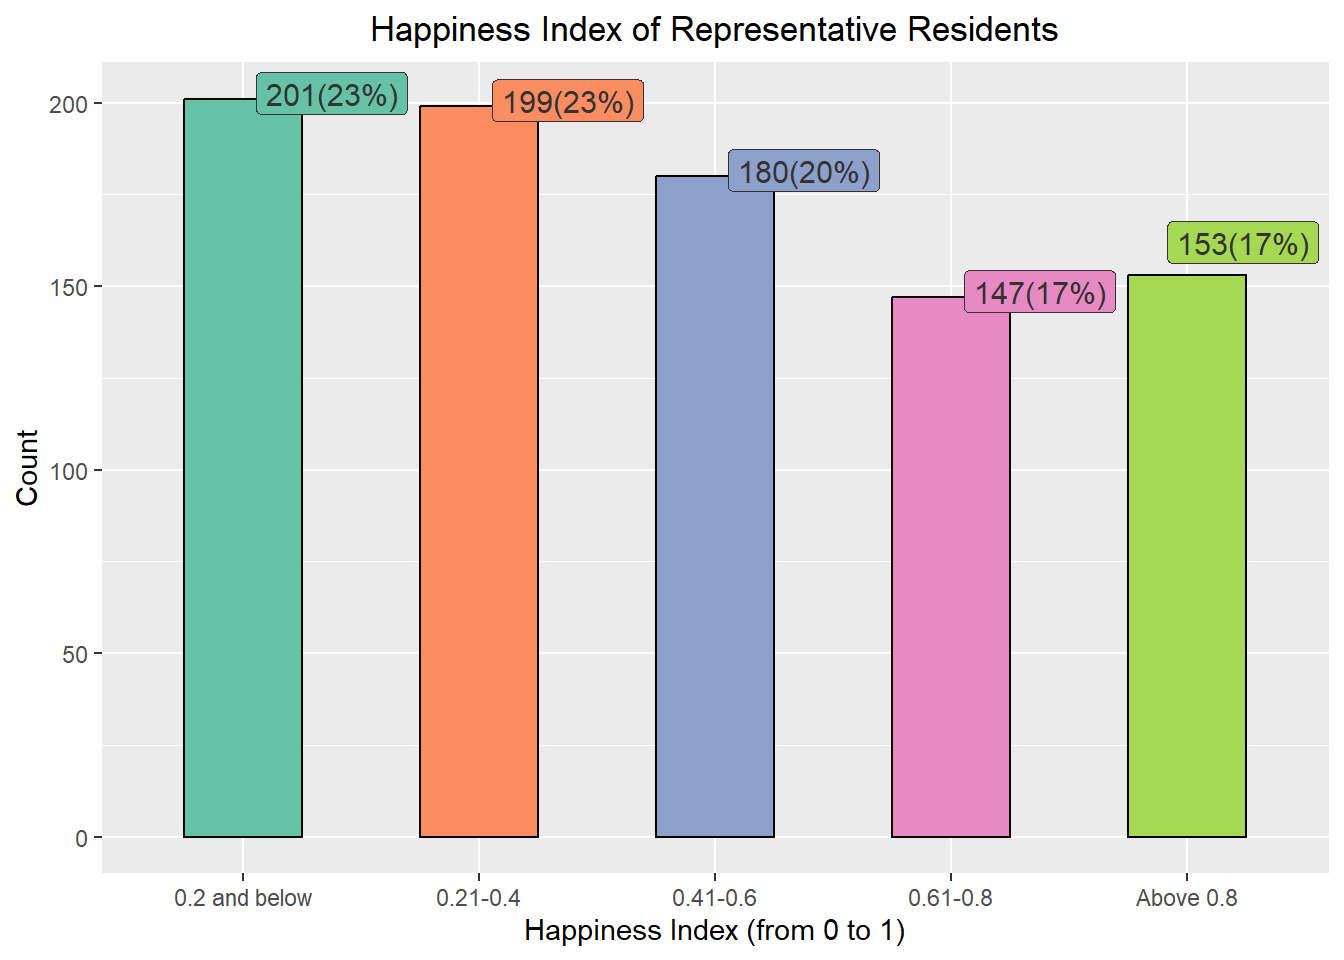 Happiness Index of Representative Residents
201(23%)
199(23%)
180(20%)
147(17%)
153(17%)
200
150
100
50
0
Count
0.2 and below
0.21-0.4
0.41-0.6
0.61-0.8
Above 0.8
Happiness Index (from 0 to 1)